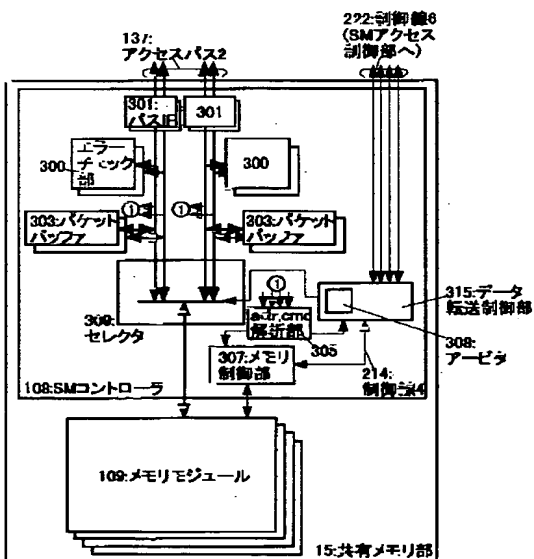 137:
アクセスパス2
222:制御線6
(SMアクセス
制御部へ)
301:
パスIF
301
300
エラー
チェック
部
300
①
①
303:パケット
バッファ
303:パケット
バッファ
①
309:
セレクタ
adr,cmd
解析部
305
315:データ
転送制御部
308:
アービタ
307:メモリ
制御部
214:
制御線4
108:SMコントローラ
109:メモリモジュール
15:共有メモリ部